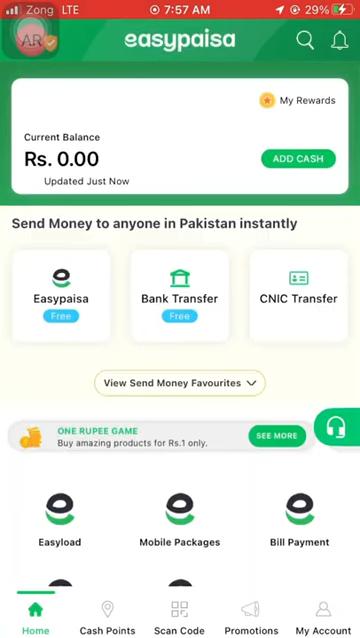 Zong LTE 7:57 AM 29%
AR easypaisa
My Rewards
Current Balance
Rs. 0.00
ADD CASH
Updated Just Now
Send Money to anyone in Pakistan instantly
Easypaisa Bank Transfer CNIC Transfer
Free Free
View Send Money Favourites
ONE RUPEE GAME
Buy amazing products for Rs.1 only.
SEE MORE
Easyload Mobile Packages Bill Payment
Home Cash Points Scan Code Promotions My Account